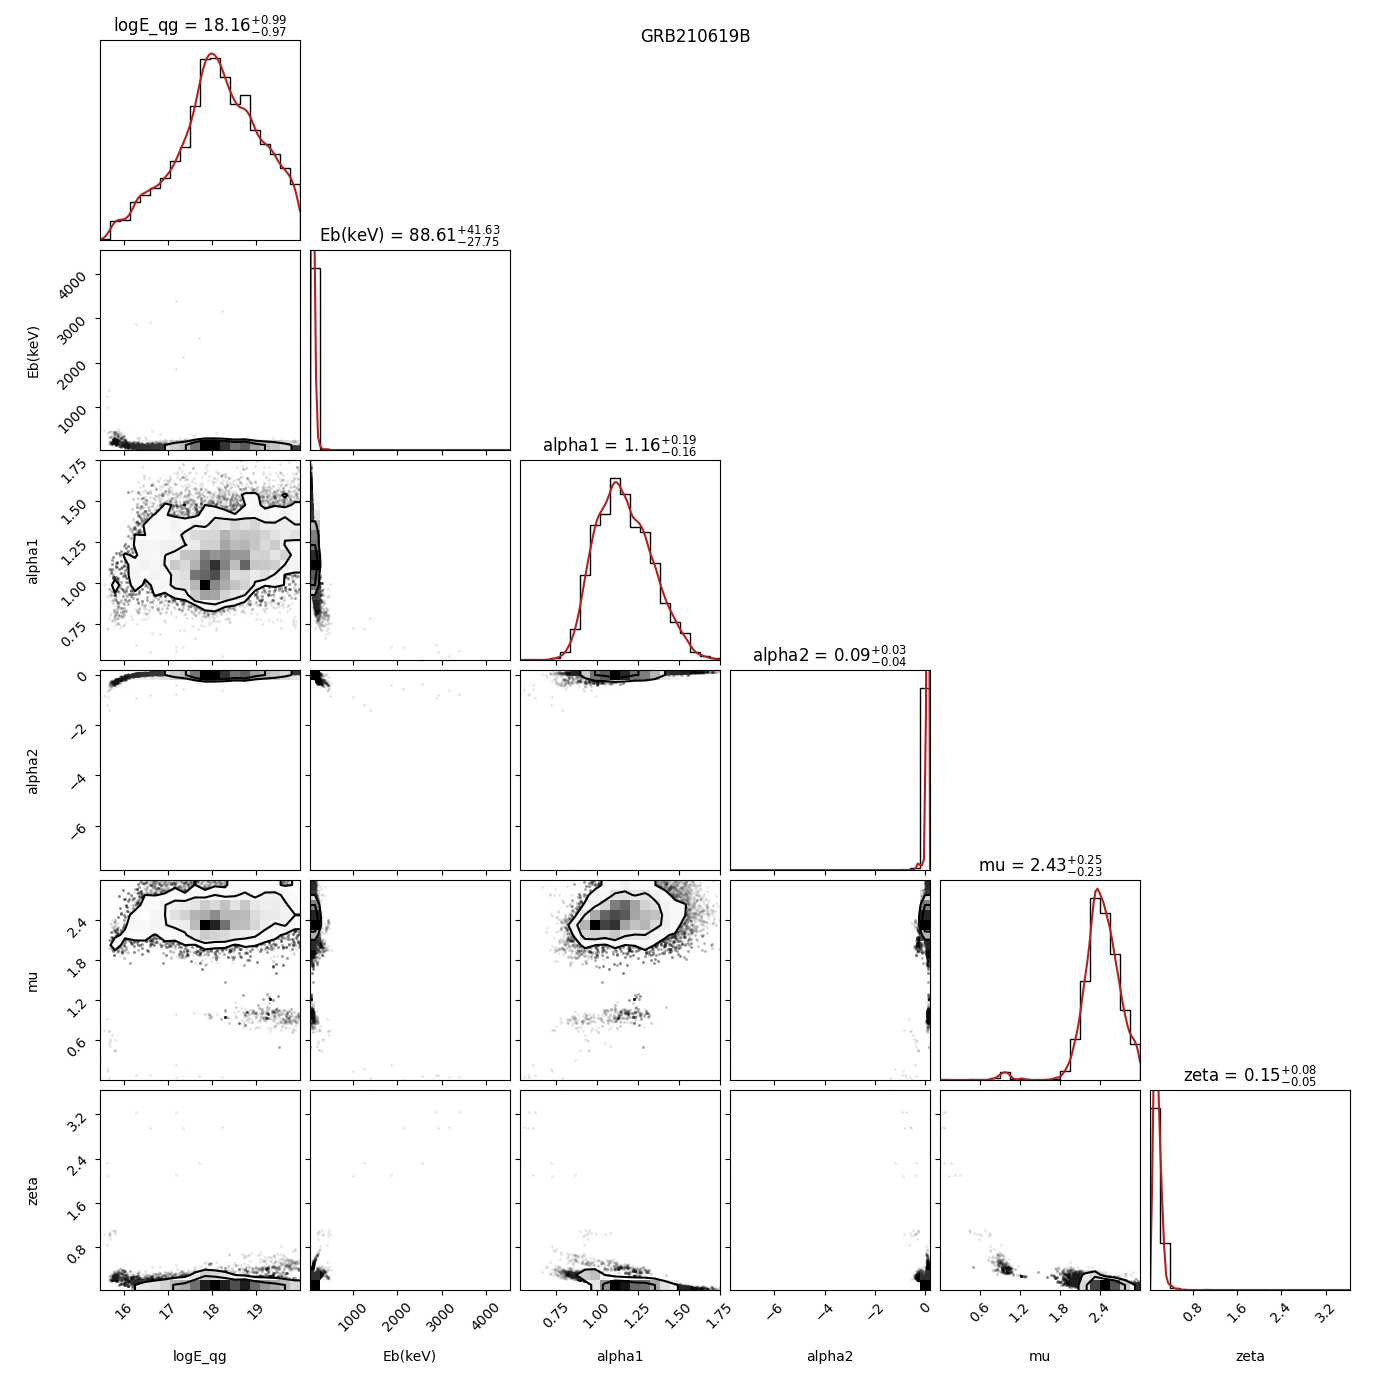 GRB210619B
logE_qg = 18.16+0.99−0.97
Eb(keV) = 88.61+41.63−27.75
4000
3000
2000
1000
Eb(keV)
alpha1 = 1.16+0.19−0.16
1.75
1.50
1.25
1.00
0.75
alpha1
alpha2 = 0.09+0.03−0.04
0
−2
−4
−6
alpha2
mu = 2.43+0.25−0.23
2.4
1.8
1.2
0.6
mu
zeta = 0.15+0.08−0.05
3.2
2.4
1.6
0.8
zeta
16 17 18 19 1000 2000 3000 4000 0.75 1.00 1.25 1.50 1.75 −6 −4 −2 0 0.6 1.2 1.8 2.4 0.8 1.6 2.4 3.2
logE_qg Eb(keV) alpha1 alpha2 mu zeta